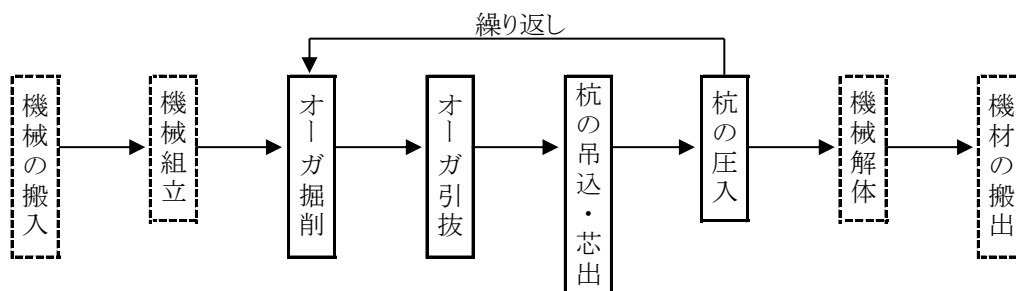 繰り返し
機械の搬入
機械組立
オーガ掘削
オーガ引抜
杭の吊込・芯出
杭の圧入
機械解体
機材の搬出